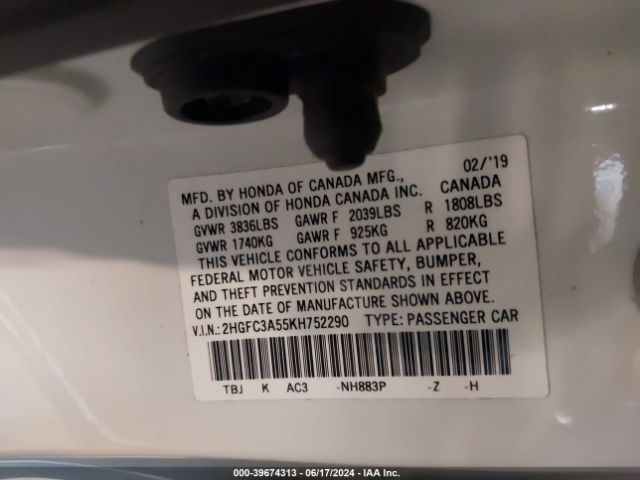 02/'19
MFD. BY HONDA OF CANADA MFG.,
A DIVISION OF HONDA CANADA INC. CANADA
GVWR 3836LBS GAWR F 2039LBS R 1808LBS
GVWR 1740KG GAWR F 925KG R 820KG
THIS VEHICLE CONFORMS TO ALL APPLICABLE
FEDERAL MOTOR VEHICLE SAFETY, BUMPER,
AND THEFT PREVENTION STANDARDS IN EFFECT
ON THE DATE OF MANUFACTURE SHOWN ABOVE.
V.I.N.: 2HGFC3A55KH752290 TYPE: PASSENGER CAR
TBJ K AC3 -NH883P -Z -H
000-39674313 - 06/17/2024 - IAA Inc.